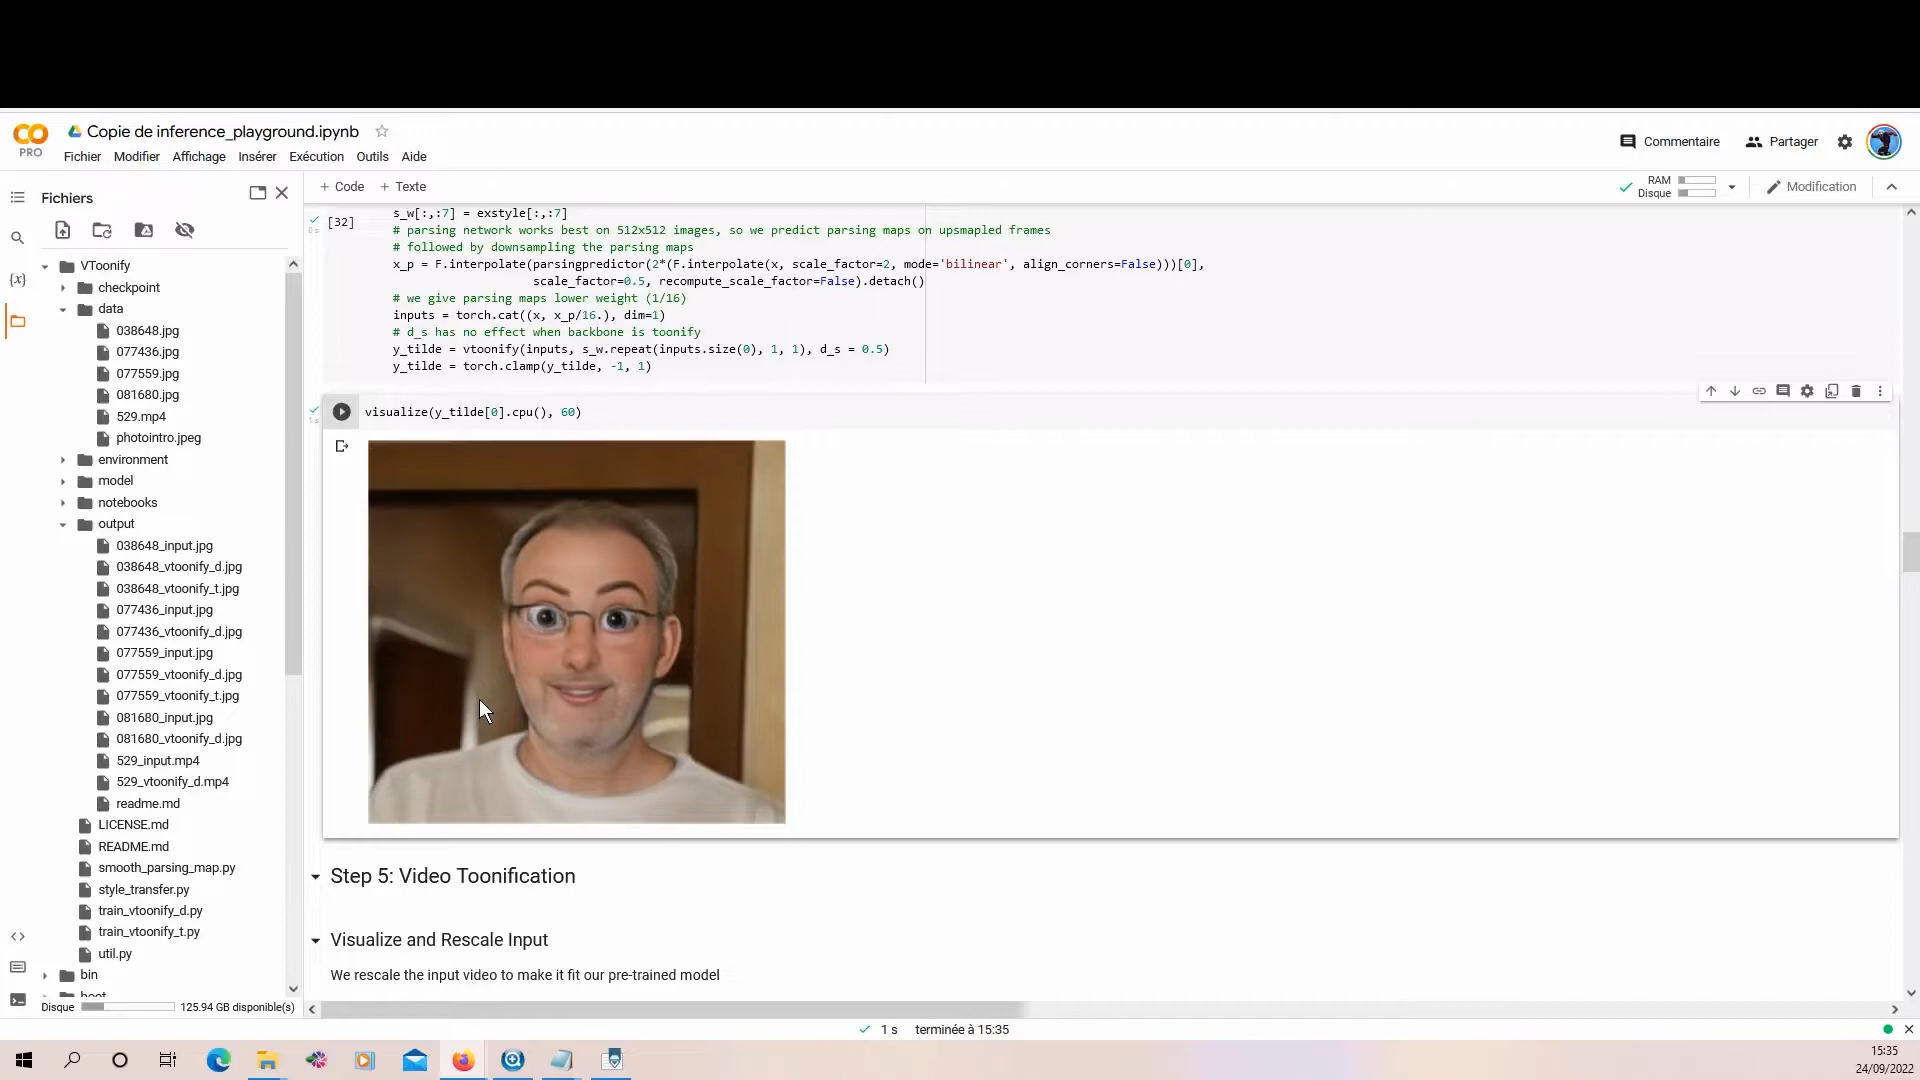 Copie de inference_playground.ipynb
PRO
Fichier Modifier Affichage Insérer Exécution Outils Aide
Commentaire
Partager
Fichiers
+ Code + Texte
RAM
Disque
Modification
VToonify
checkpoint
data
038648.jpg
077436.jpg
077559.jpg
081680.jpg
529.mp4
photointro.jpeg
environment
model
notebooks
output
038648_input.jpg
038648_vtoonify_d.jpg
038648_vtoonify_t.jpg
077436_input.jpg
077436_vtoonify_d.jpg
077559_input.jpg
077559_vtoonify_d.jpg
077559_vtoonify_t.jpg
081680_input.jpg
081680_vtoonify_d.jpg
529_input.mp4
529_vtoonify_d.mp4
readme.md
LICENSE.md
README.md
smooth_parsing_map.py
style_transfer.py
train_vtoonify_d.py
train_vtoonify_t.py
util.py
bin
Disque 125.94 GB disponible(s)
[32]
s_w[:,:7] = exstyle[:,:7]
# parsing network works best on 512x512 images, so we predict parsing maps on upsmapled frames
# followed by downsampling the parsing maps
x_p = F.interpolate(parsingpredictor(2*(F.interpolate(x, scale_factor=2, mode='bilinear', align_corners=False)))[0],
scale_factor=0.5, recompute_scale_factor=False).detach()
# we give parsing maps lower weight (1/16)
inputs = torch.cat((x, x_p/16.), dim=1)
# d_s has no effect when backbone is toonify
y_tilde = vtoonify(inputs, s_w.repeat(inputs.size(0), 1, 1), d_s = 0.5)
y_tilde = torch.clamp(y_tilde, -1, 1)
visualize(y_tilde[0].cpu(), 60)
Step 5: Video Toonification
Visualize and Rescale Input
We rescale the input video to make it fit our pre-trained model
1 s terminée à 15:35
15:35
24/09/2022